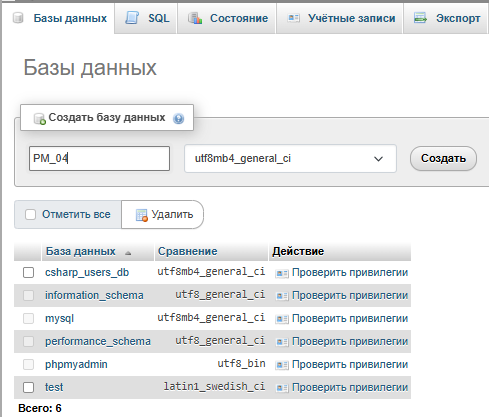 Базы данных SQL Состояние Учётные записи Экспорт
Базы данных
Создать базу данных
PM_04 utf8mb4_general_ci Создать
Отметить все Удалить
База данных Сравнение Действие
csharp_users_db utf8mb4_general_ci Проверить привилегии
information_schema utf8_general_ci Проверить привилегии
mysql utf8mb4_general_ci Проверить привилегии
performance_schema utf8_general_ci Проверить привилегии
phpmyadmin utf8_bin Проверить привилегии
test latin1_swedish_ci Проверить привилегии
Всего: 6